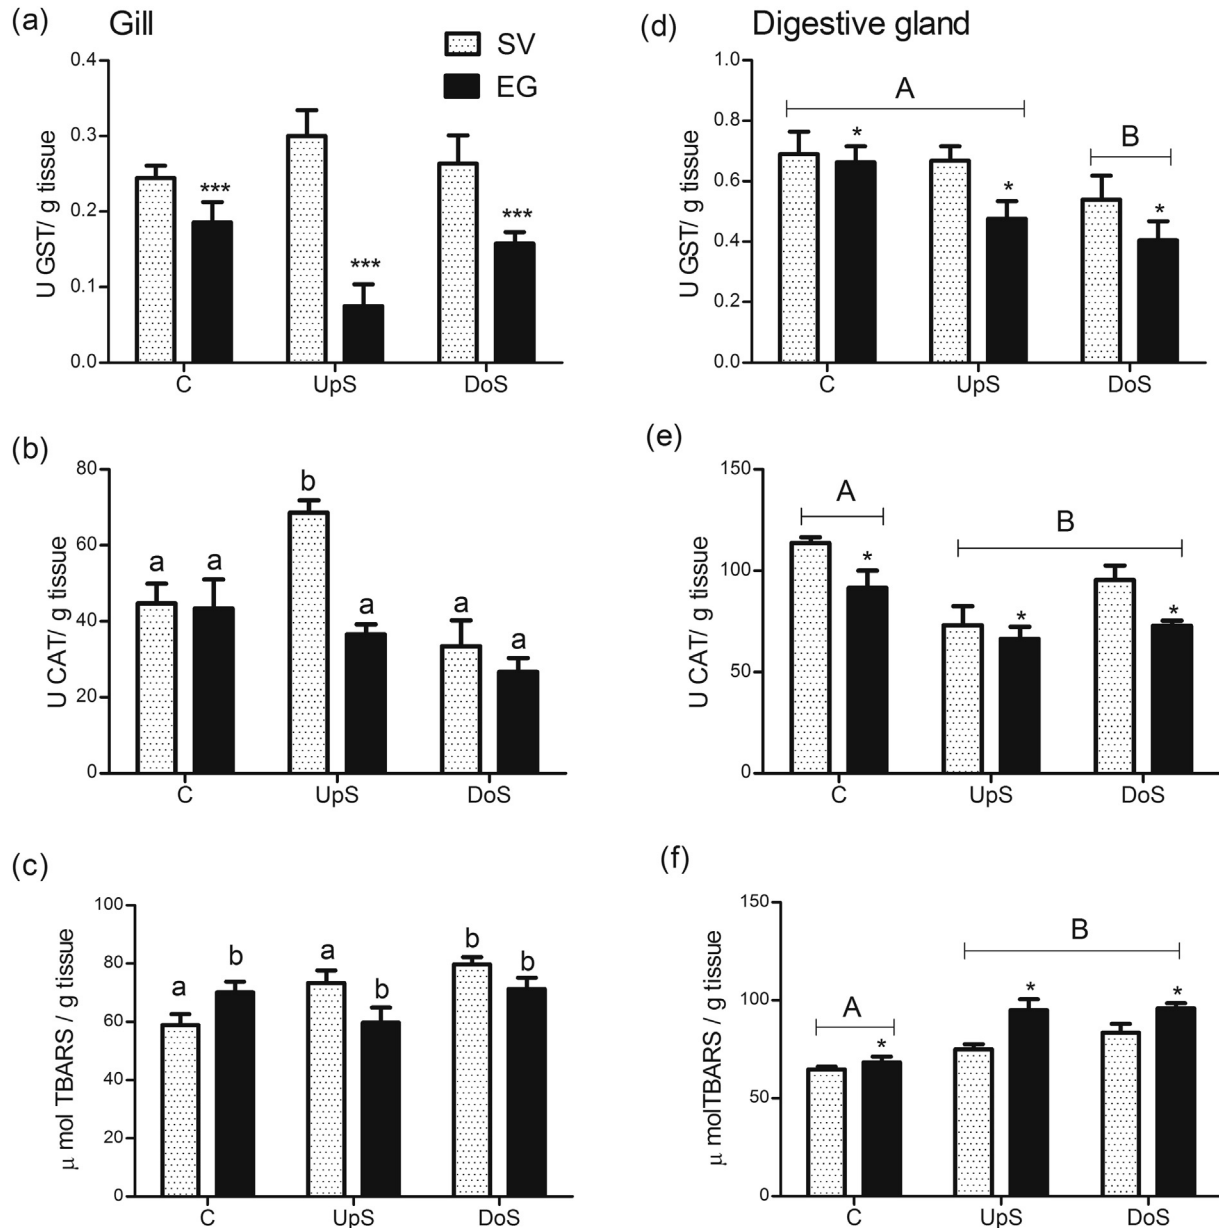 (a) Gill
SV
EG
U GST/ g tissue
0.4
0.3
0.2
0.1
0.0
***
***
***
C UpS DoS
(d) Digestive gland
U GST/ g tissue
1.0
0.8
0.6
0.4
0.2
0.0
A
B
*
*
*
C UpS DoS
(b)
U CAT/ g tissue
80
60
40
20
0
a a b a a a
C UpS DoS
(e)
U CAT/ g tissue
150
100
50
0
A
B
*
*
*
C UpS DoS
(c)
μ mol TBARS / g tissue
100
80
60
40
20
0
a b a b b b
C UpS DoS
(f)
μ molTBARS / g tissue
150
100
50
0
A
B
*
*
*
C UpS DoS